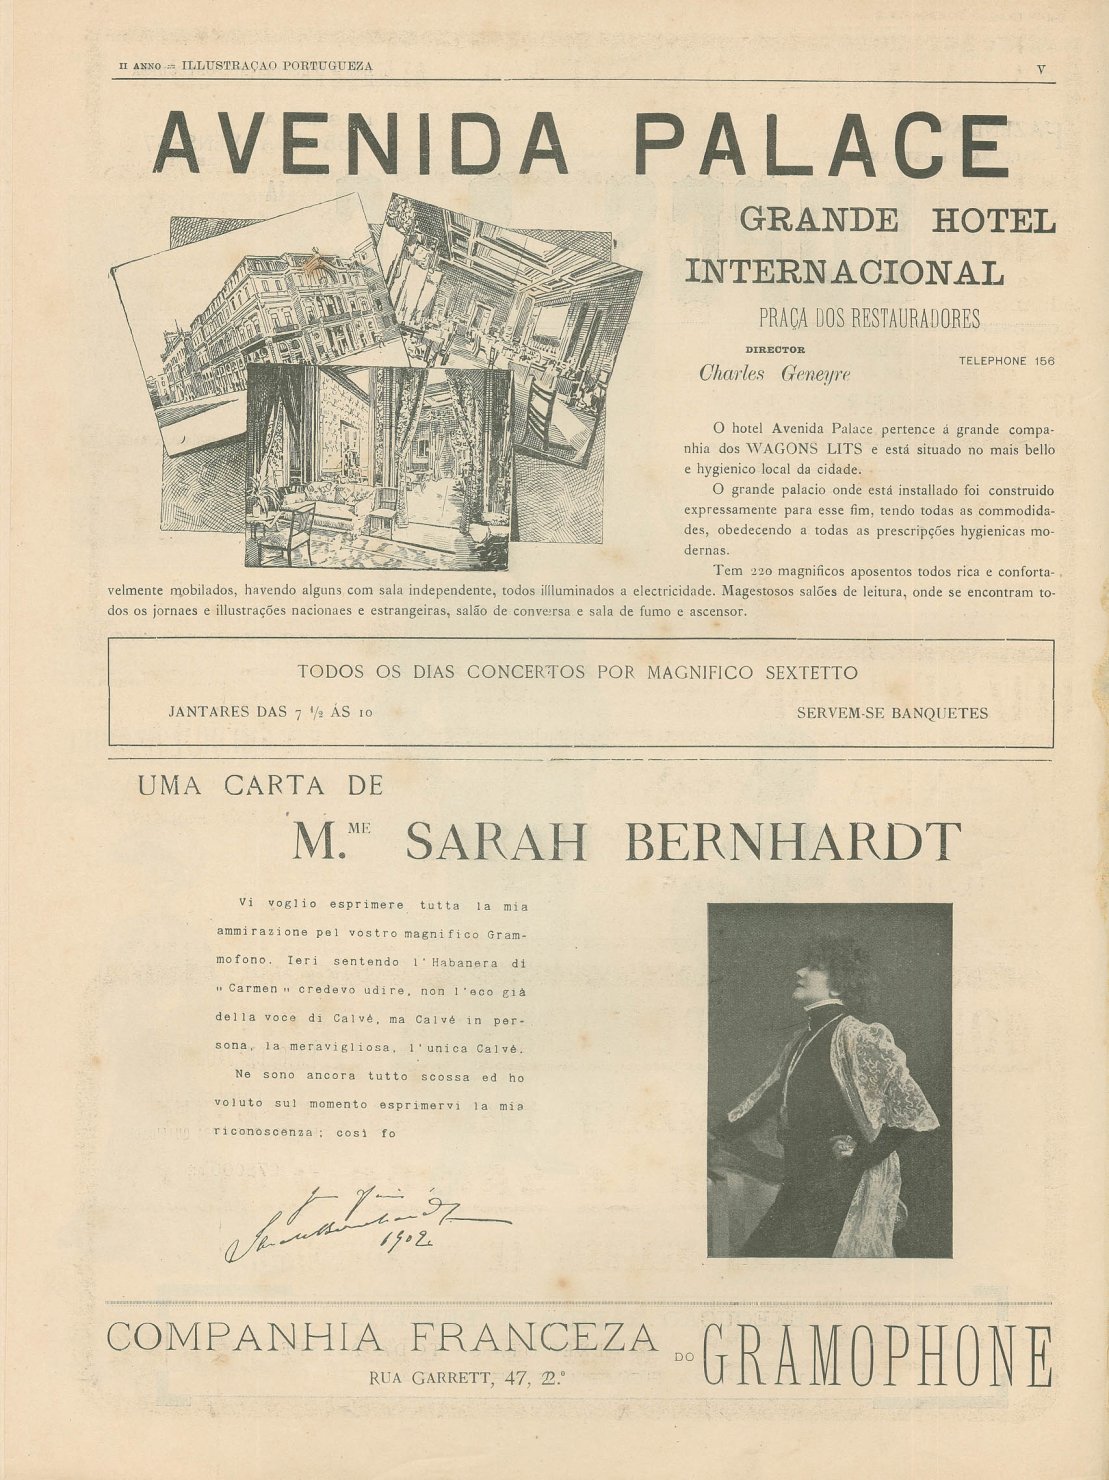 II ANNO = ILLUSTRAÇAO PORTUGUEZA
V
AVENIDA PALACE
GRANDE HOTEL
INTERNACIONAL
PRAÇA DOS RESTAURADORES
DIRECTOR
Charles Geneyre
TELEPHONE 156
O hotel Avenida Palace pertence á grande compa-
nhia dos WAGONS LITS e está situado no mais bello
e hygienico local da cidade.
O grande palacio onde está installado foi construido
expressamente para esse fim, tendo todas as commodida-
des, obedecendo a todas as prescripções hygienicas mo-
dernas.
Tem 220 magnificos aposentos todos rica e conforta-
velmente mobilados, havendo alguns com sala independente, todos illluminados a electricidade. Magestosos salões de leitura, onde se encontram to-
dos os jornaes e illustrações nacionaes e estrangeiras, salão de conversa e sala de fumo e ascensor.
TODOS OS DIAS CONCERTOS POR MAGNIFICO SEXTETTO
JANTARES DAS 7 1/2 ÁS 10
SERVEM-SE BANQUETES
UMA CARTA DE
M.ME SARAH BERNHARDT
Vi voglio esprimere tutta la mia
ammirazione pel vostro magnifico Gram-
mofono. Ieri sentendo l'Habanera di
"Carmen" credevo udire, non l'eco già
della voce di Calvé, ma Calvé in per-
sona, la meravigliosa, l'unica Calvé.
Ne sono ancora tutto scossa ed ho
voluto sul momento esprimervi la mia
riconoscenza; così fo
Sarah Bernhardt
1902
COMPANHIA FRANCEZA
DO GRAMOPHONE
RUA GARRETT, 47, 2.º